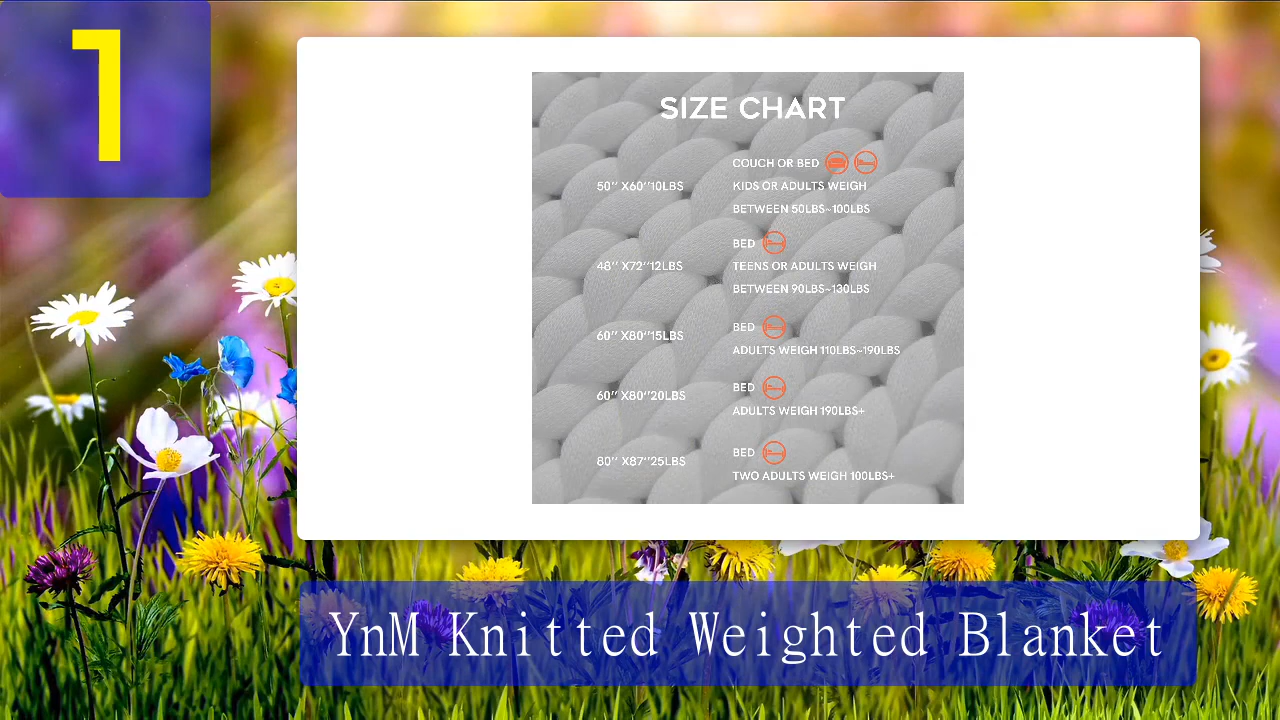 1
SIZE CHART
COUCH OR BED
50’’ X60’’10LBS KIDS OR ADULTS WEIGH
BETWEEN 50LBS~100LBS
BED
48’’ X72’’12LBS TEENS OR ADULTS WEIGH
BETWEEN 90LBS~130LBS
60’’ X80’’15LBS BED
ADULTS WEIGH 110LBS~190LBS
60’’ X80’’20LBS BED
ADULTS WEIGH 190LBS+
80’’ X87’’25LBS BED
TWO ADULTS WEIGH 100LBS+
YnM Knitted Weighted Blanket